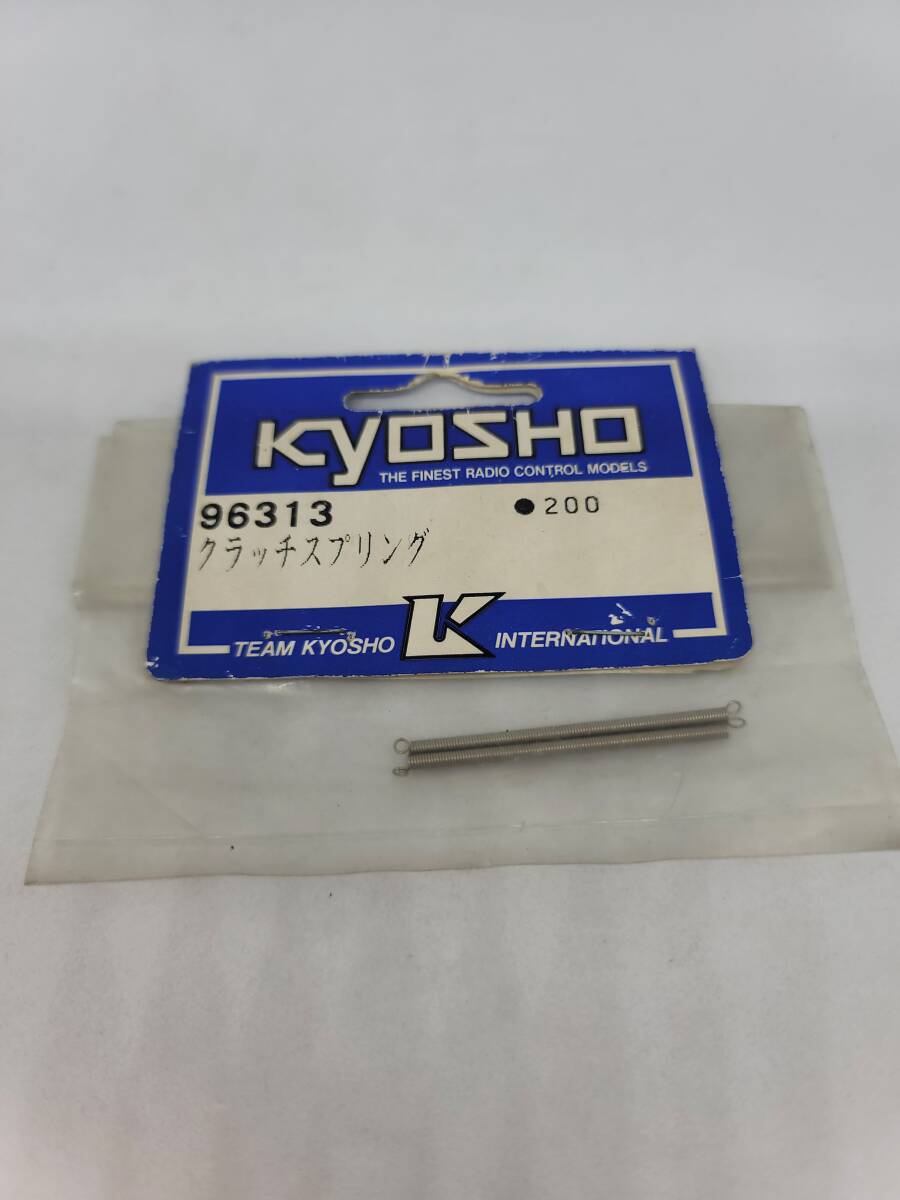 KYOSHO
THE FINEST RADIO CONTROL MODELS
96313 ●200
クラッチスプリング
TEAM KYOSHO K INTERNATIONAL